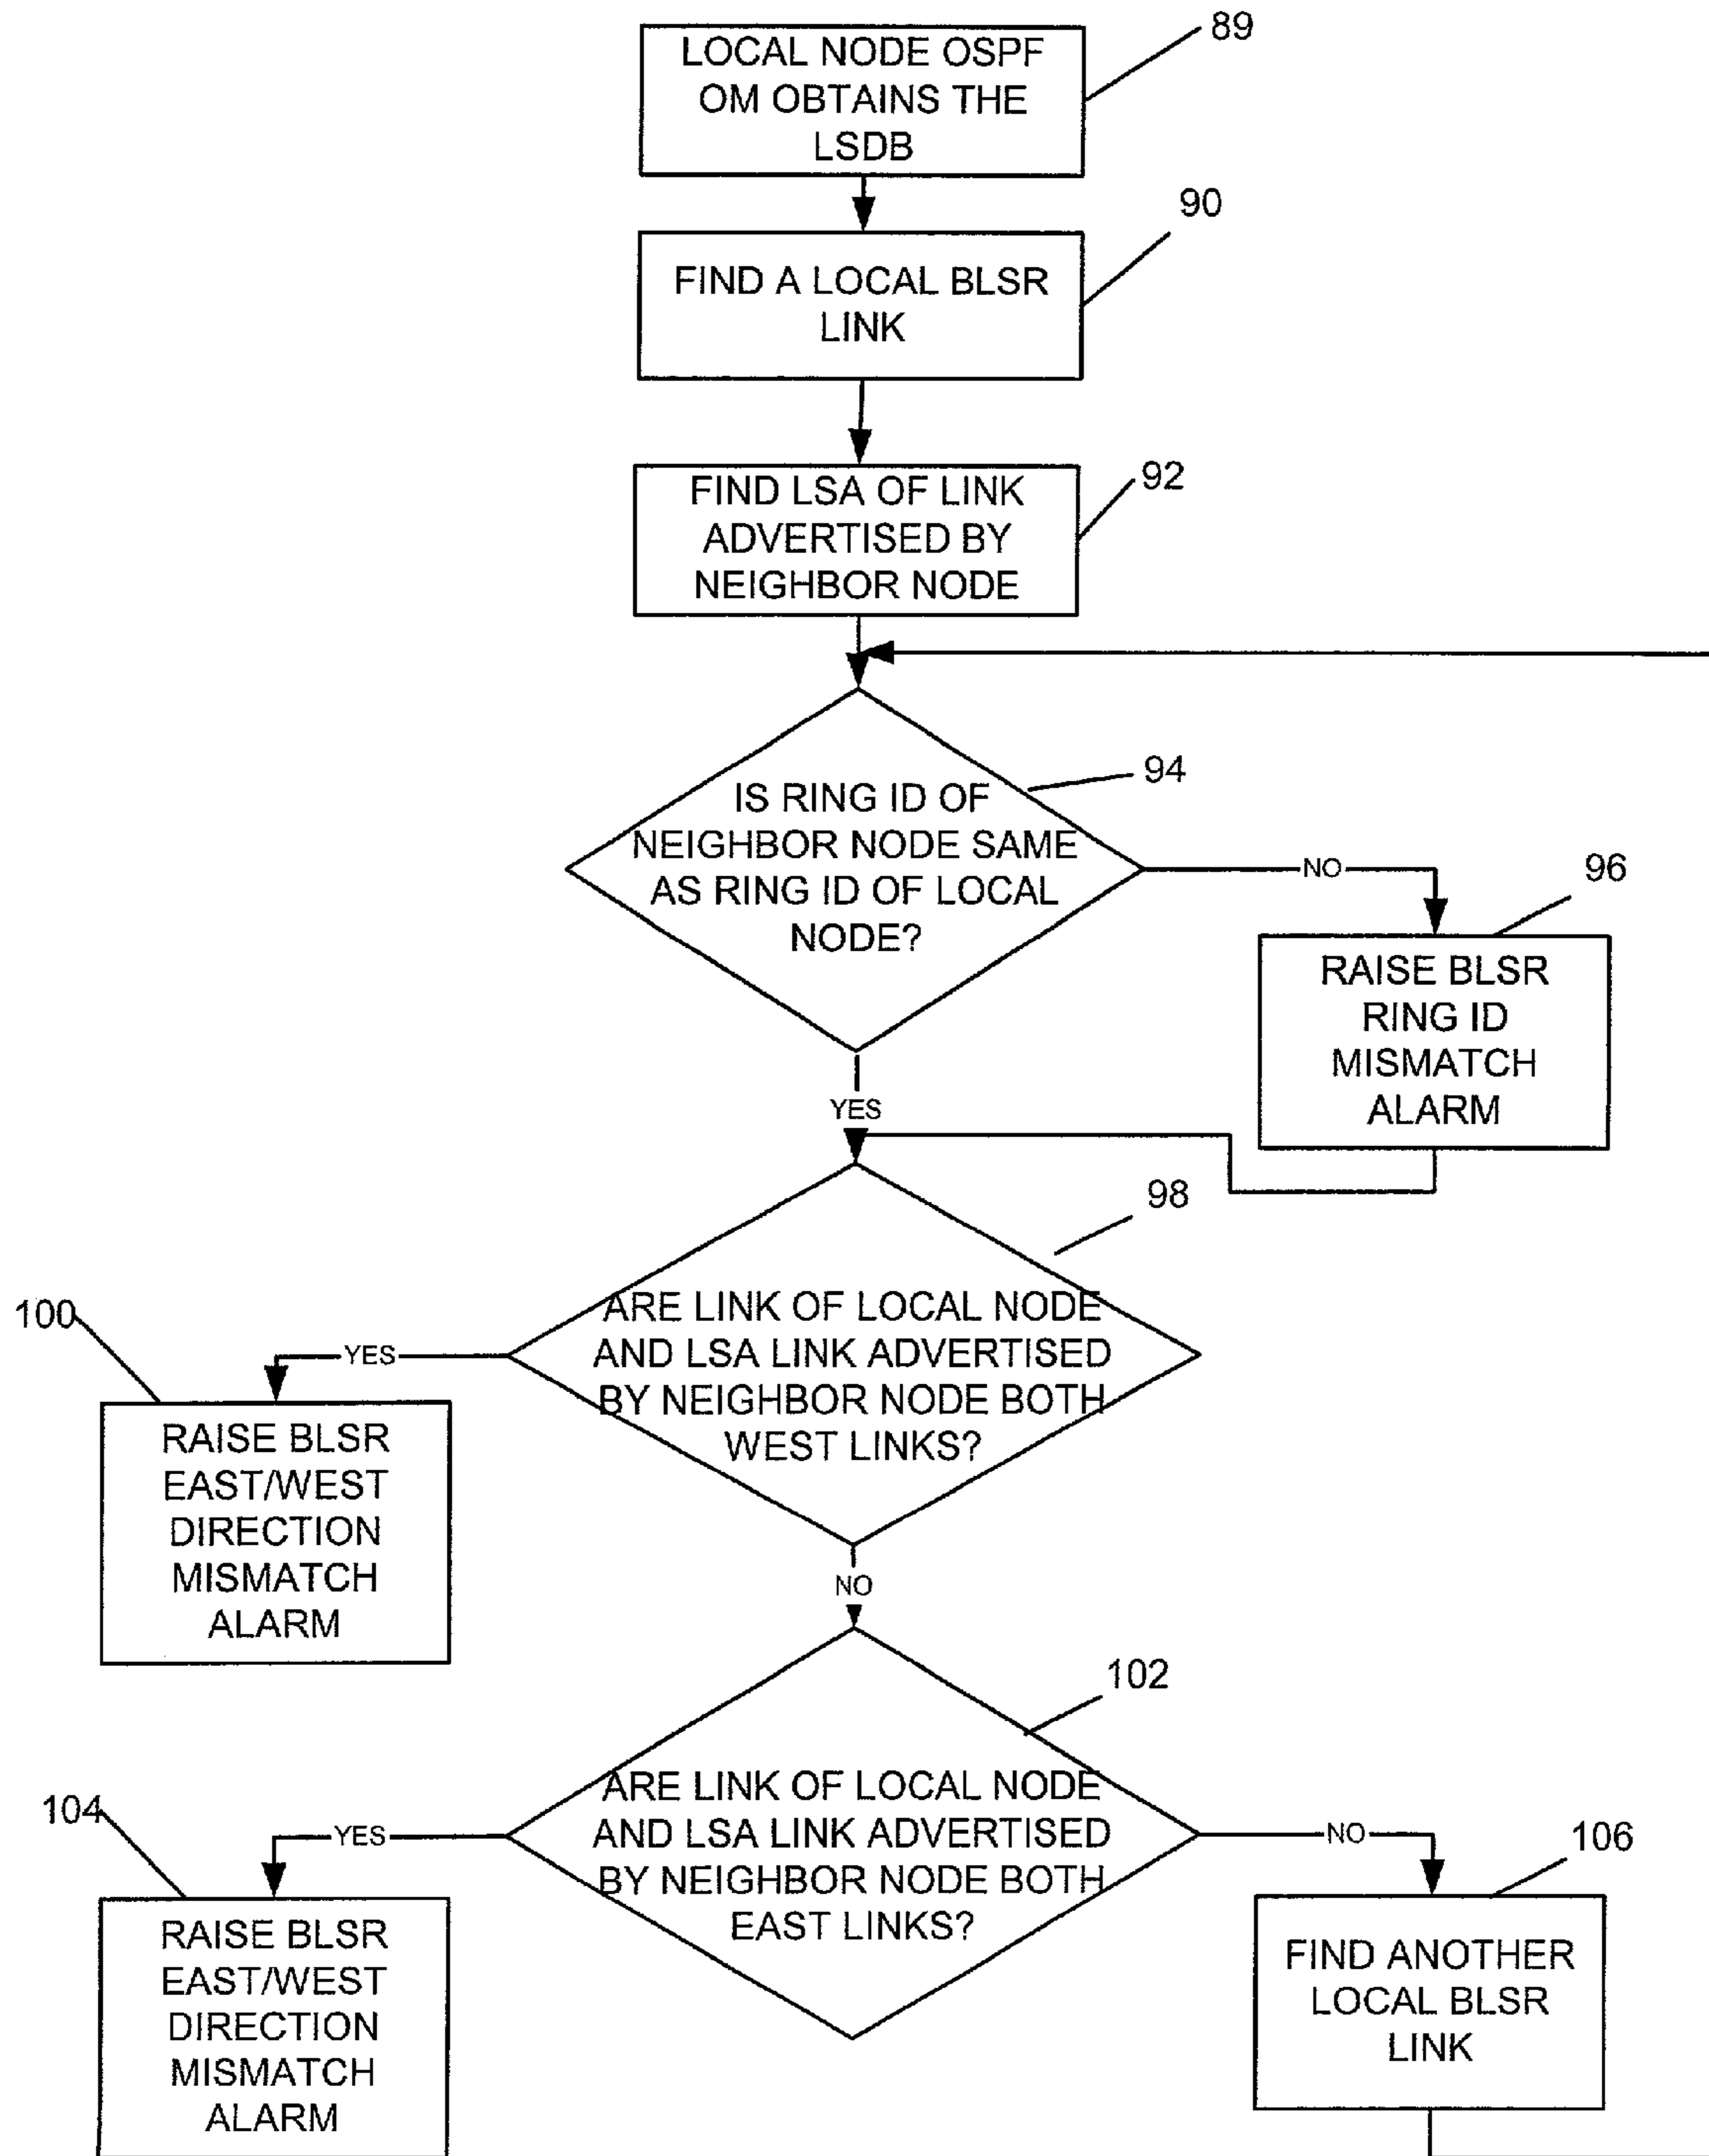 89
LOCAL NODE OSPF
OM OBTAINS THE
LSDB
90
FIND A LOCAL BLSR
LINK
92
FIND LSA OF LINK
ADVERTISED BY
NEIGHBOR NODE
94
IS RING ID OF
NEIGHBOR NODE SAME
AS RING ID OF LOCAL
NODE?
NO
96
RAISE BLSR
RING ID
MISMATCH
ALARM
YES
98
ARE LINK OF LOCAL NODE
AND LSA LINK ADVERTISED
BY NEIGHBOR NODE BOTH
WEST LINKS?
100
YES
RAISE BLSR
EAST/WEST
DIRECTION
MISMATCH
ALARM
NO
102
ARE LINK OF LOCAL NODE
AND LSA LINK ADVERTISED
BY NEIGHBOR NODE BOTH
EAST LINKS?
104
YES
RAISE BLSR
EAST/WEST
DIRECTION
MISMATCH
ALARM
NO
106
FIND ANOTHER
LOCAL BLSR
LINK